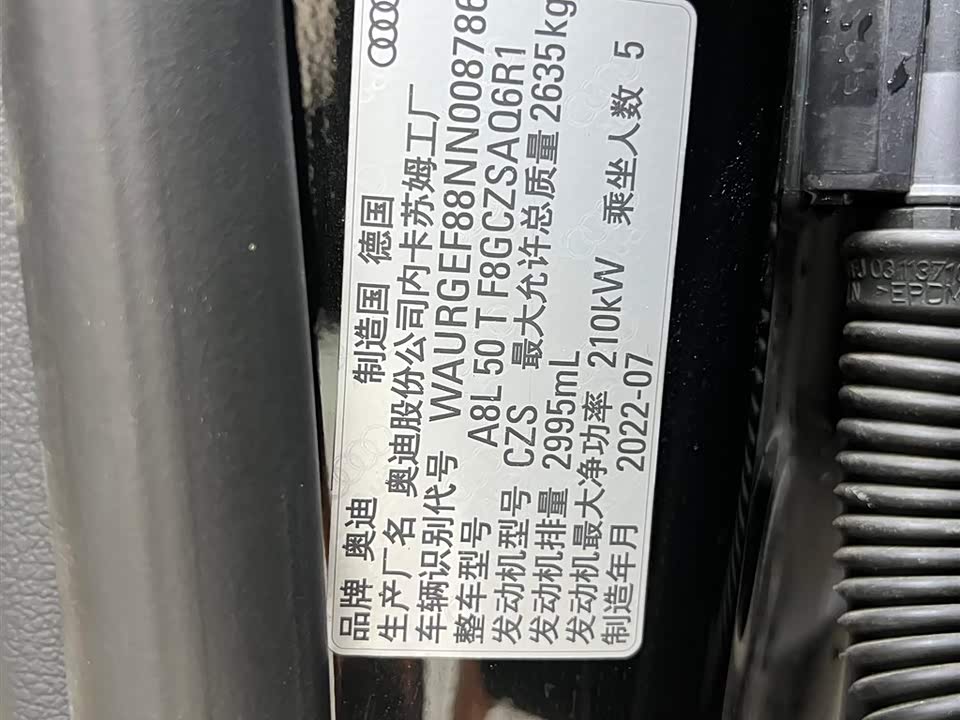 品牌 奥迪 制造国 德国
生产厂名 奥迪股份公司内卡苏姆工厂
车辆识别代号 WAURGEF88NN008786
整车型号 A8L 50 T F8GCZSAQ6R1
发动机型号 CZS 最大允许总质量 2635kg
发动机排量 2995mL
发动机最大净功率 210kW 乘坐人数 5
制造年月 2022-07
03.11371
>EPDM